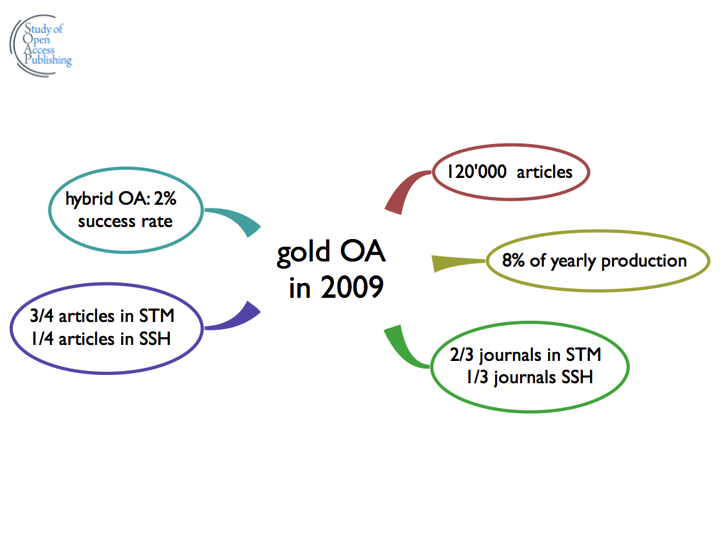 Study of
Open
Access
Publishing
hybrid OA: 2%
success rate
3/4 articles in STM
1/4 articles in SSH
gold OA
in 2009
120'000 articles
8% of yearly production
2/3 journals in STM
1/3 journals SSH